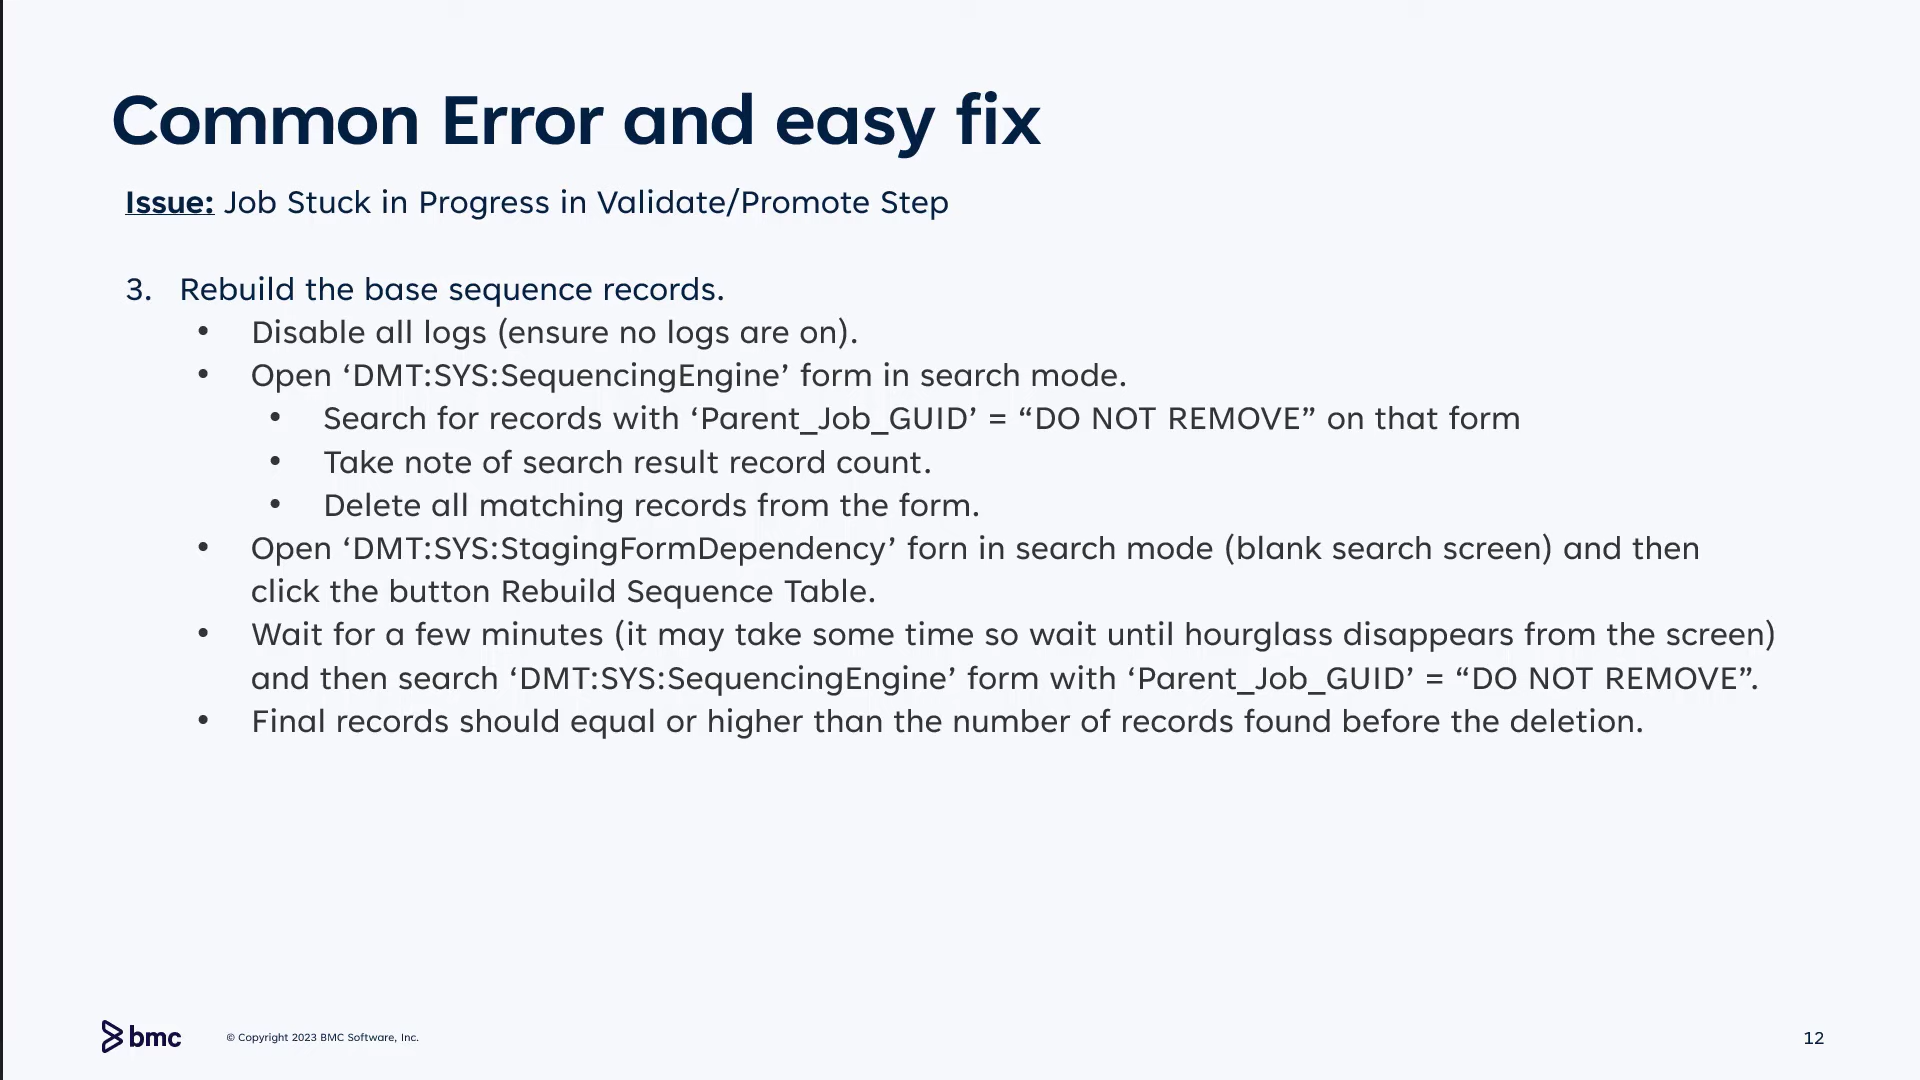 Common Error and easy fix
Issue: Job Stuck in Progress in Validate/Promote Step
3. Rebuild the base sequence records.
• Disable all logs (ensure no logs are on).
• Open ‘DMT:SYS:SequencingEngine’ form in search mode.
• Search for records with ‘Parent_Job_GUID’ = “DO NOT REMOVE” on that form
• Take note of search result record count.
• Delete all matching records from the form.
• Open ‘DMT:SYS:StagingFormDependency’ forn in search mode (blank search screen) and then
click the button Rebuild Sequence Table.
• Wait for a few minutes (it may take some time so wait until hourglass disappears from the screen)
and then search ‘DMT:SYS:SequencingEngine’ form with ‘Parent_Job_GUID’ = “DO NOT REMOVE”.
• Final records should equal or higher than the number of records found before the deletion.
bmc
© Copyright 2023 BMC Software, Inc.
12